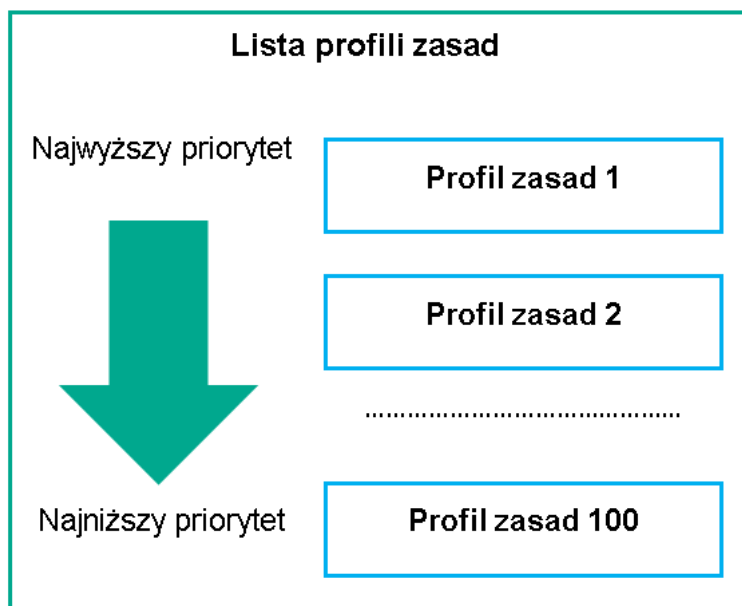 Lista profili zasad
Najwyższy priorytet
Profil zasad 1
Profil zasad 2
.............................................
Najniższy priorytet
Profil zasad 100